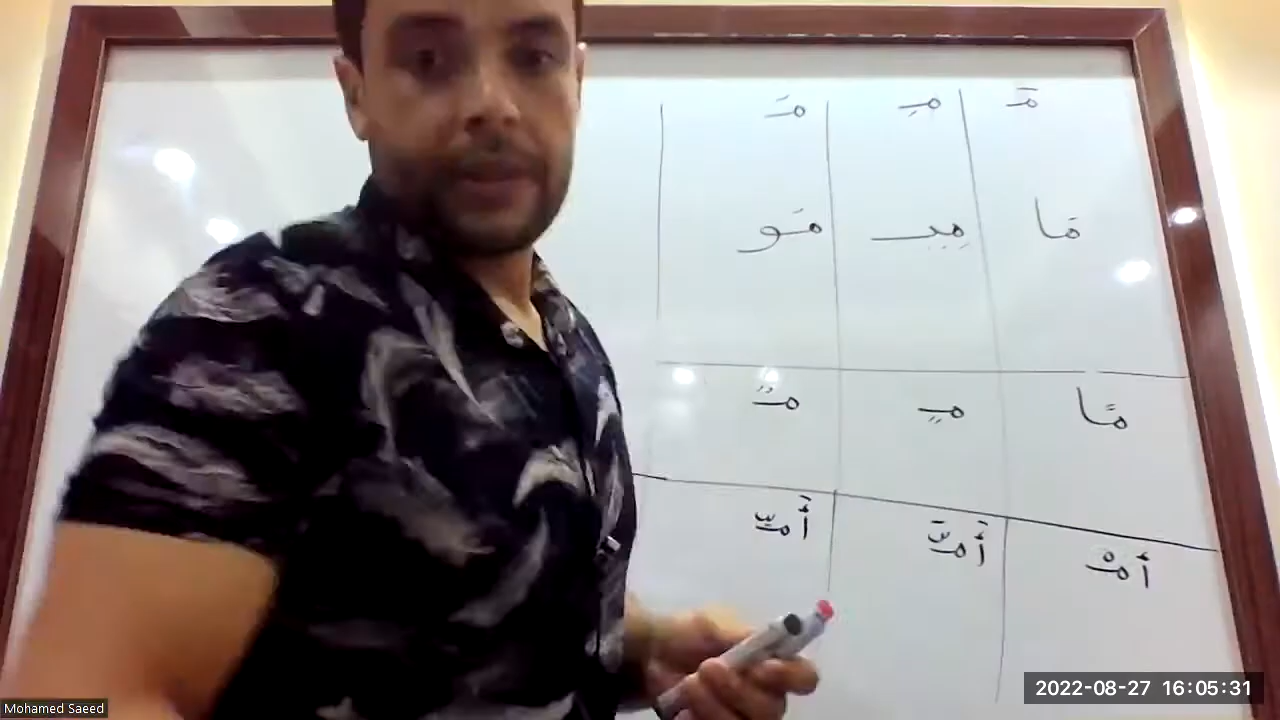 مَ مِ مَـ
مَا مِيـ مَو
مًا مٍـ مٌـ
أَمْـ أَمَّـ
Mohamed Saeed
2022-08-27 16:05:31